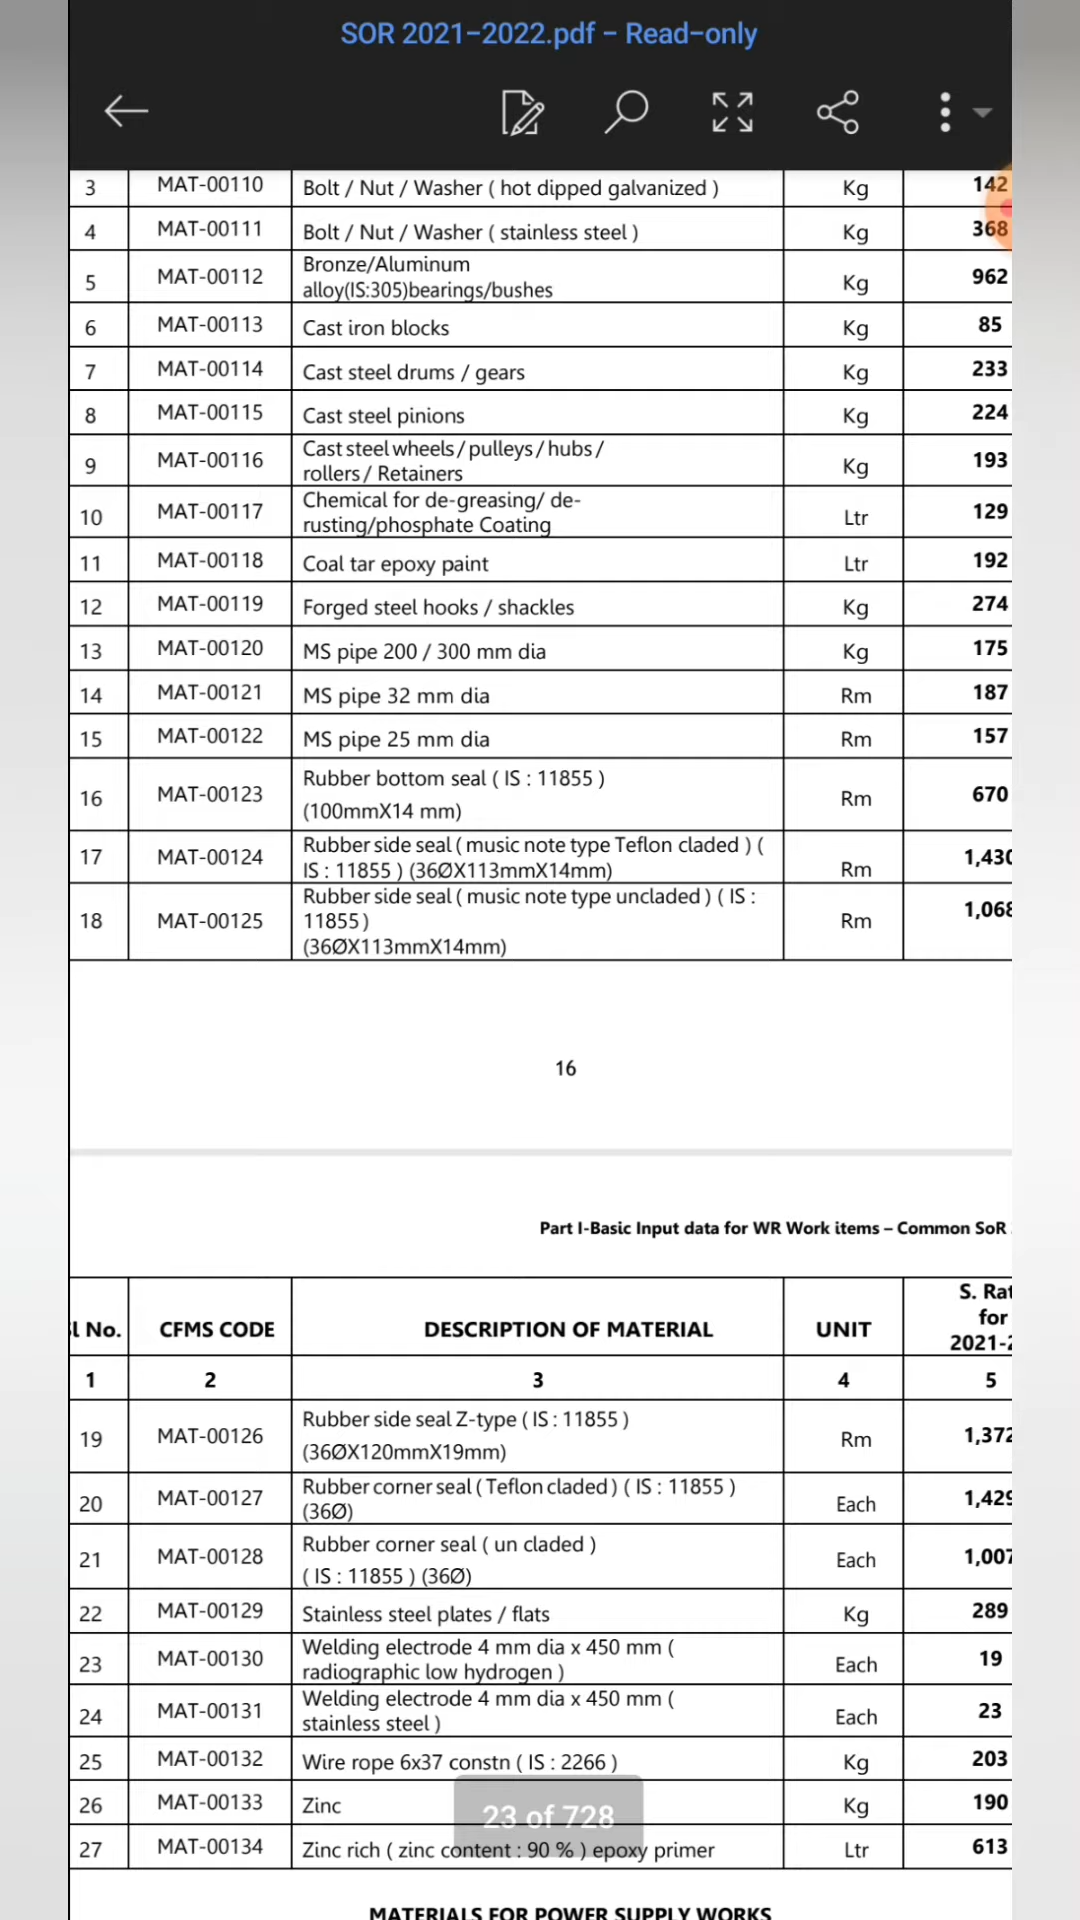 SOR 2021-2022.pdf - Read-only
3 MAT-00110 Bolt / Nut / Washer ( hot dipped galvanized ) Kg 142
4 MAT-00111 Bolt / Nut / Washer ( stainless steel ) Kg 368
5 MAT-00112 Bronze/Aluminum
alloy(IS:305)bearings/bushes Kg 962
6 MAT-00113 Cast iron blocks Kg 85
7 MAT-00114 Cast steel drums / gears Kg 233
8 MAT-00115 Cast steel pinions Kg 224
9 MAT-00116 Cast steel wheels / pulleys / hubs /
rollers / Retainers Kg 193
10 MAT-00117 Chemical for de-greasing/ de-
rusting/phosphate Coating Ltr 129
11 MAT-00118 Coal tar epoxy paint Ltr 192
12 MAT-00119 Forged steel hooks / shackles Kg 274
13 MAT-00120 MS pipe 200 / 300 mm dia Kg 175
14 MAT-00121 MS pipe 32 mm dia Rm 187
15 MAT-00122 MS pipe 25 mm dia Rm 157
16 MAT-00123 Rubber bottom seal ( IS : 11855 )
(100mmX14 mm) Rm 670
17 MAT-00124 Rubber side seal ( music note type Teflon claded ) (
IS : 11855 ) (36ØX113mmX14mm) Rm 1,430
18 MAT-00125 Rubber side seal ( music note type uncladed ) ( IS :
11855 ) Rm 1,068
(36ØX113mmX14mm)
16
Part I-Basic Input data for WR Work items – Common SoR
Sl No. CFMS CODE DESCRIPTION OF MATERIAL UNIT S. Rat
for
2021-2
1 2 3 4 5
19 MAT-00126 Rubber side seal Z-type ( IS : 11855 )
(36ØX120mmX19mm) Rm 1,372
20 MAT-00127 Rubber corner seal ( Teflon claded ) ( IS : 11855 )
(36Ø) Each 1,429
21 MAT-00128 Rubber corner seal ( un claded )
( IS : 11855 ) (36Ø) Each 1,007
22 MAT-00129 Stainless steel plates / flats Kg 289
23 MAT-00130 Welding electrode 4 mm dia x 450 mm (
radiographic low hydrogen ) Each 19
24 MAT-00131 Welding electrode 4 mm dia x 450 mm (
stainless steel ) Each 23
25 MAT-00132 Wire rope 6x37 constn ( IS : 2266 ) Kg 203
26 MAT-00133 Zinc Kg 190
23 of 728
27 MAT-00134 Zinc rich ( zinc content : 90 % ) epoxy primer Ltr 613
MATERIALS FOR POWER SUPPLY WORKS